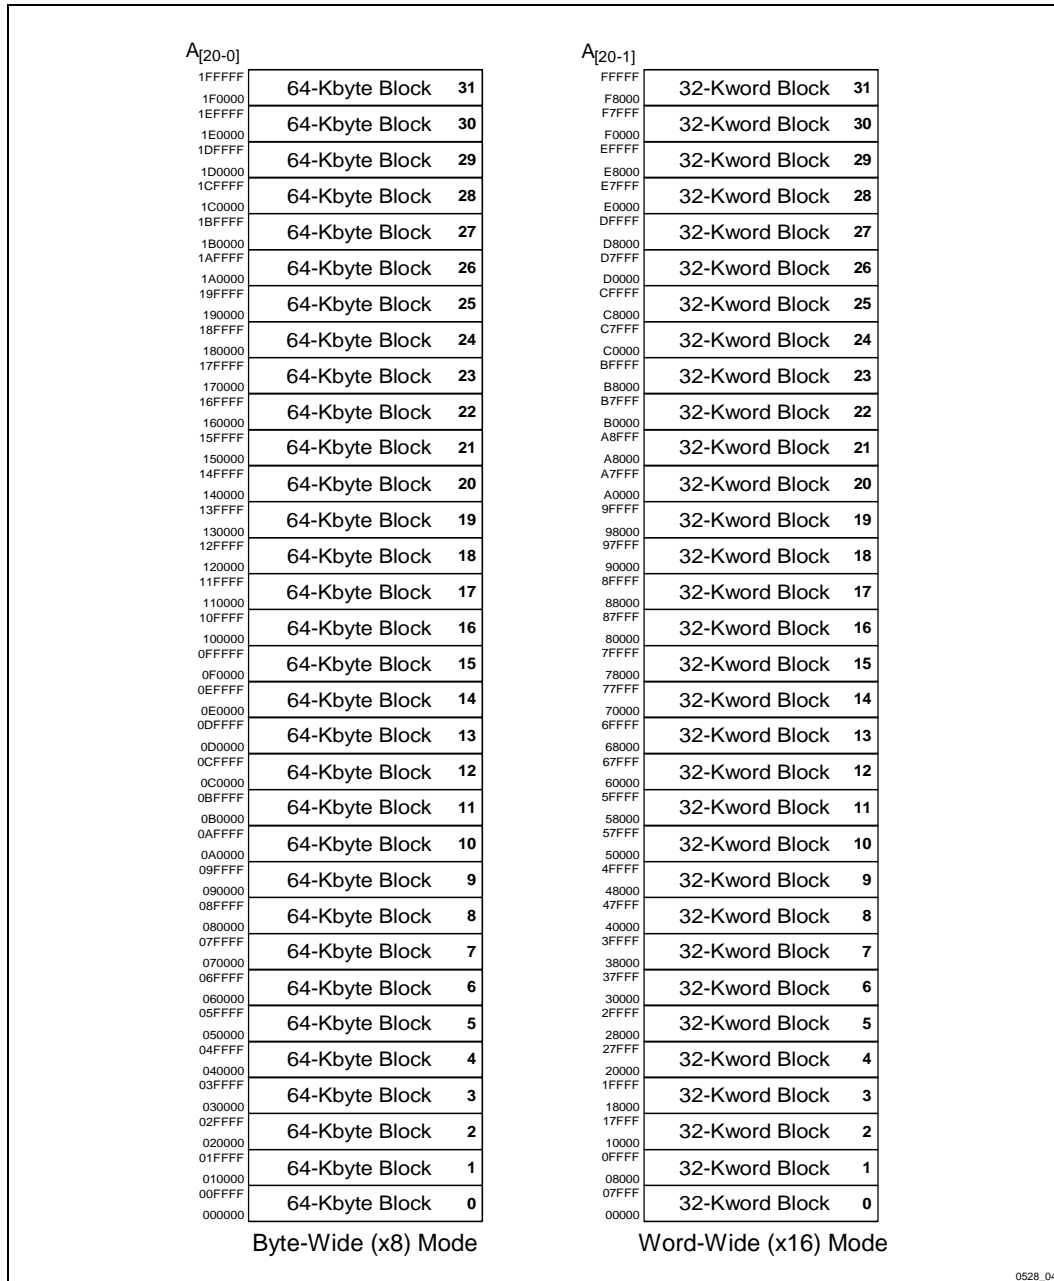 A[20-0]
1FFFFF
64-Kbyte Block 31
1F0000
1EFFFF
64-Kbyte Block 30
1E0000
1DFFFF
64-Kbyte Block 29
1D0000
1CFFFF
64-Kbyte Block 28
1C0000
1BFFFF
64-Kbyte Block 27
1B0000
1AFFFF
64-Kbyte Block 26
1A0000
19FFFF
64-Kbyte Block 25
190000
18FFFF
64-Kbyte Block 24
180000
17FFFF
64-Kbyte Block 23
170000
16FFFF
64-Kbyte Block 22
160000
15FFFF
64-Kbyte Block 21
150000
14FFFF
64-Kbyte Block 20
140000
13FFFF
64-Kbyte Block 19
130000
12FFFF
64-Kbyte Block 18
120000
11FFFF
64-Kbyte Block 17
110000
10FFFF
64-Kbyte Block 16
100000
0FFFFF
64-Kbyte Block 15
0F0000
0EFFFF
64-Kbyte Block 14
0E0000
0DFFFF
64-Kbyte Block 13
0D0000
0CFFFF
64-Kbyte Block 12
0C0000
0BFFFF
64-Kbyte Block 11
0B0000
0AFFFF
64-Kbyte Block 10
0A0000
09FFFF
64-Kbyte Block 9
090000
08FFFF
64-Kbyte Block 8
080000
07FFFF
64-Kbyte Block 7
070000
06FFFF
64-Kbyte Block 6
060000
05FFFF
64-Kbyte Block 5
050000
04FFFF
64-Kbyte Block 4
040000
03FFFF
64-Kbyte Block 3
030000
02FFFF
64-Kbyte Block 2
020000
01FFFF
64-Kbyte Block 1
010000
00FFFF
64-Kbyte Block 0
000000
Byte-Wide (x8) Mode
A[20-1]
FFFFF
32-Kword Block 31
F8000
F7FFF
32-Kword Block 30
F0000
EFFFF
32-Kword Block 29
E8000
E7FFF
32-Kword Block 28
E0000
DFFFF
32-Kword Block 27
D8000
D7FFF
32-Kword Block 26
D0000
CFFFF
32-Kword Block 25
C8000
C7FFF
32-Kword Block 24
C0000
BFFFF
32-Kword Block 23
B8000
B7FFF
32-Kword Block 22
B0000
A8FFF
32-Kword Block 21
A8000
A7FFF
32-Kword Block 20
A0000
9FFFF
32-Kword Block 19
98000
97FFF
32-Kword Block 18
90000
8FFFF
32-Kword Block 17
88000
87FFF
32-Kword Block 16
80000
7FFFF
32-Kword Block 15
78000
77FFF
32-Kword Block 14
70000
6FFFF
32-Kword Block 13
68000
67FFF
32-Kword Block 12
60000
5FFFF
32-Kword Block 11
58000
57FFF
32-Kword Block 10
50000
4FFFF
32-Kword Block 9
48000
47FFF
32-Kword Block 8
40000
3FFFF
32-Kword Block 7
38000
37FFF
32-Kword Block 6
30000
2FFFF
32-Kword Block 5
28000
27FFF
32-Kword Block 4
20000
1FFFF
32-Kword Block 3
18000
17FFF
32-Kword Block 2
10000
0FFFF
32-Kword Block 1
08000
07FFF
32-Kword Block 0
00000
Word-Wide (x16) Mode
0528_04